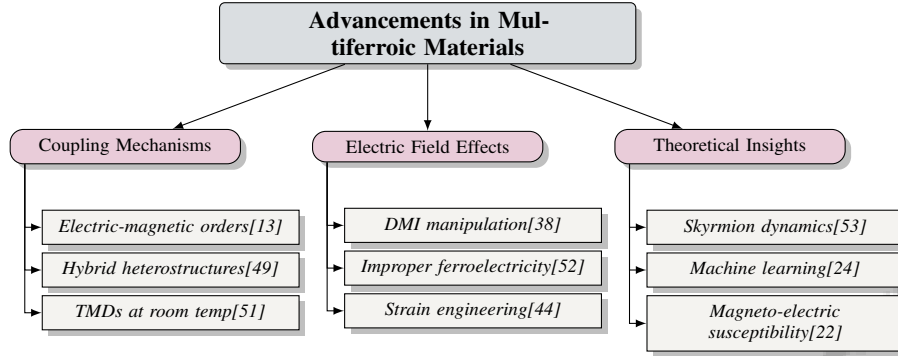 Advancements in Mul-
tiferroic Materials
Coupling Mechanisms
Electric-magnetic orders[13]
Hybrid heterostructures[49]
TMDs at room temp[51]
Electric Field Effects
DMI manipulation[38]
Improper ferroelectricity[52]
Strain engineering[44]
Theoretical Insights
Skyrmion dynamics[53]
Machine learning[24]
Magneto-electric
susceptibility[22]